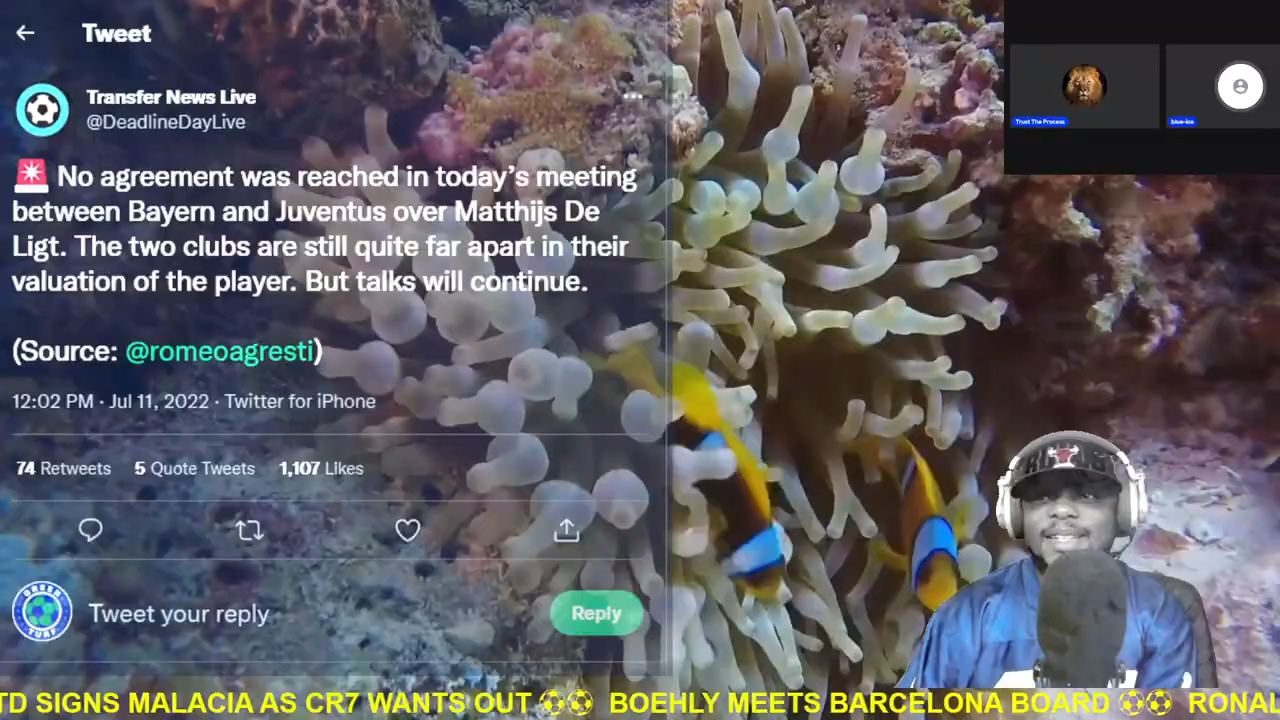 Tweet
Transfer News Live
@DeadlineDayLive
No agreement was reached in today’s meeting
between Bayern and Juventus over Matthijs De
Ligt. The two clubs are still quite far apart in their
valuation of the player. But talks will continue.
(Source: @romeoagresti)
12:02 PM · Jul 11, 2022 · Twitter for iPhone
74 Retweets 5 Quote Tweets 1,107 Likes
GREEN
TURF
Tweet your reply
Reply
Trust The Process
blue-ice
TD SIGNS MALACIA AS CR7 WANTS OUT ⚽⚽ BOEHLY MEETS BARCELONA BOARD ⚽⚽ RONAL